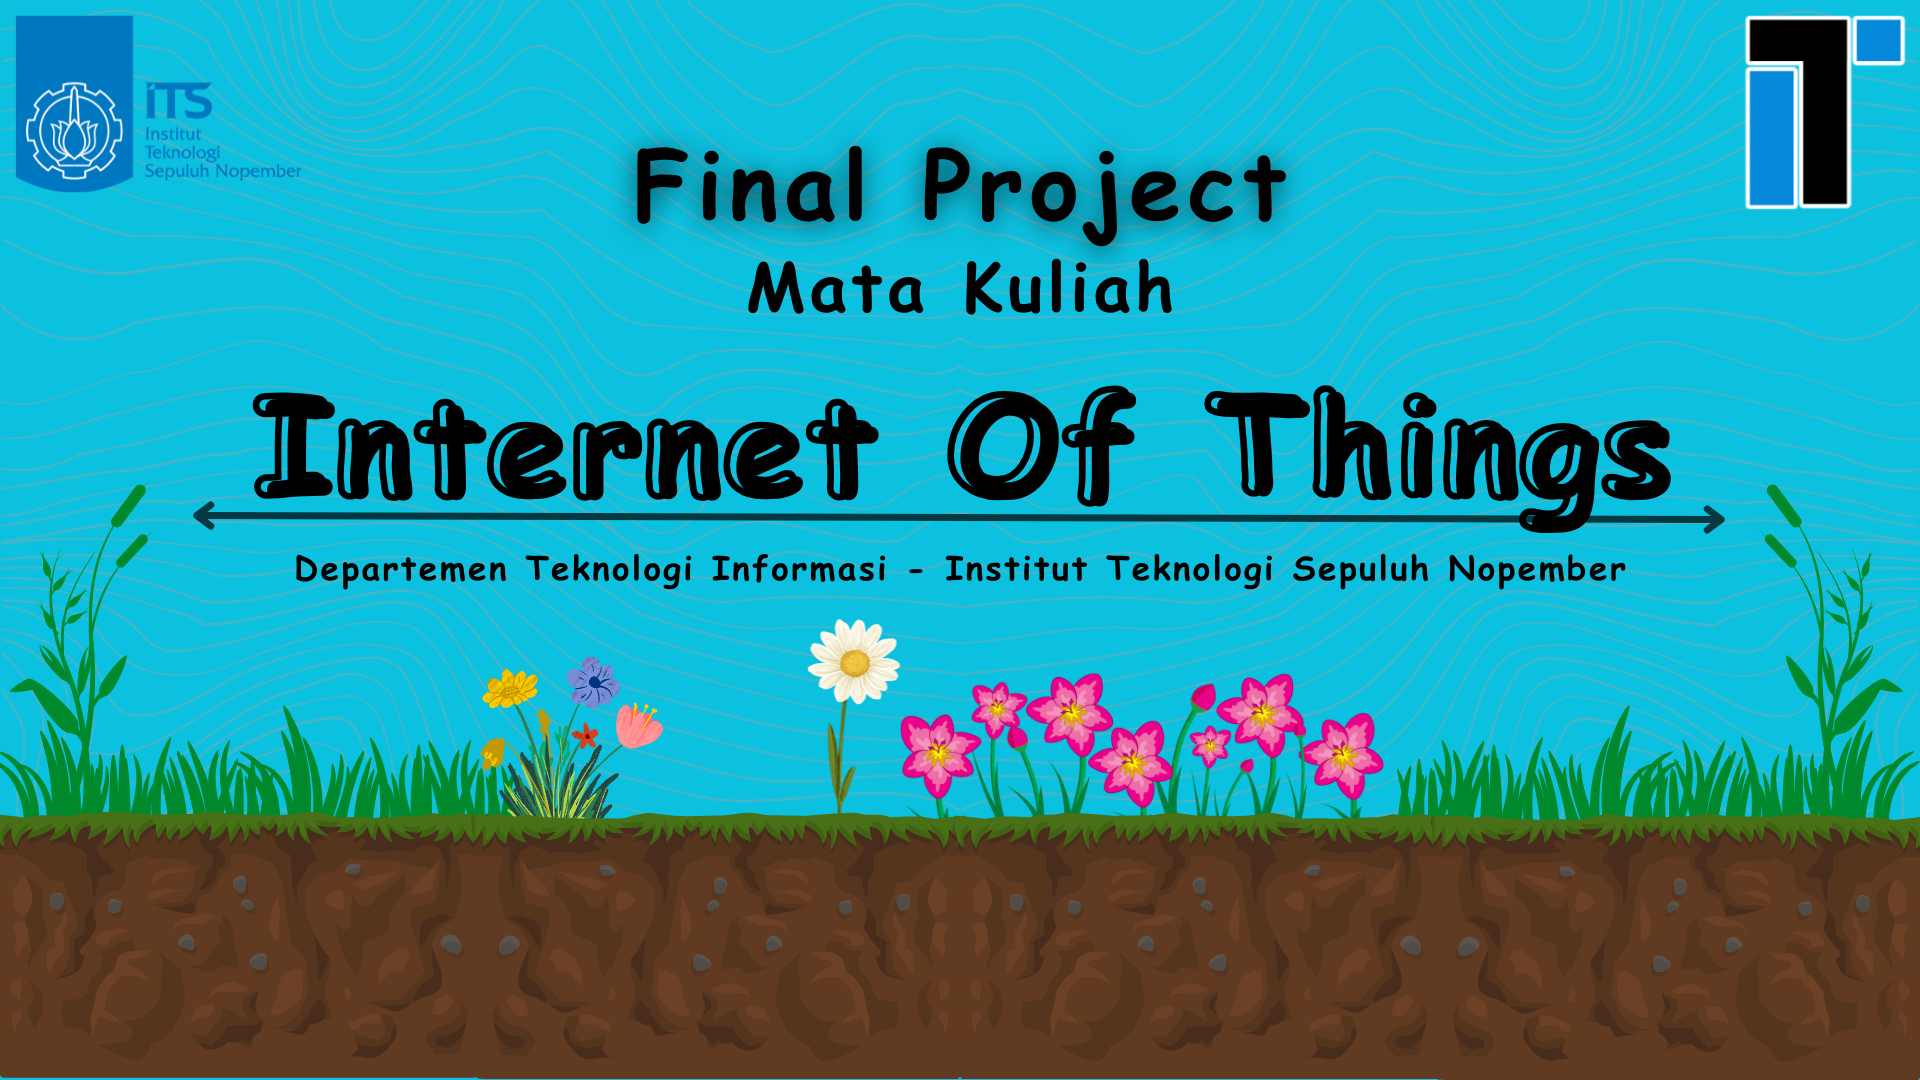 iTS
Institut
Teknologi
Sepuluh Nopember
Final Project
Mata Kuliah
Internet Of Things
Departemen Teknologi Informasi - Institut Teknologi Sepuluh Nopember